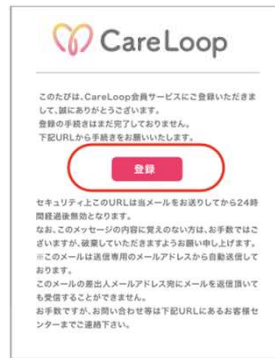 CareLoop
このたびは、CareLoop会員サービスにご登録いただきま
して、誠にありがとうございます。
登録の手続きはまだ完了しておりません。
下記URLから手続きをお願いいたします。
登録
セキュリティ上このURLは当メールをお送りしてから24時
間経過後無効となります。
なお、このメッセージの内容に覚えのない方は、お手数ではご
ざいますが、破棄していただきますようお願い申し上げます。
※このメールは送信専用のメールアドレスから自動送信して
おります。
このメールの差出人メールアドレス宛にメールを返信頂いて
も受信することができません。
お手数ですが、お問い合わせ等は下記URLにあるお客様セ
ンターまでご連絡下さい。